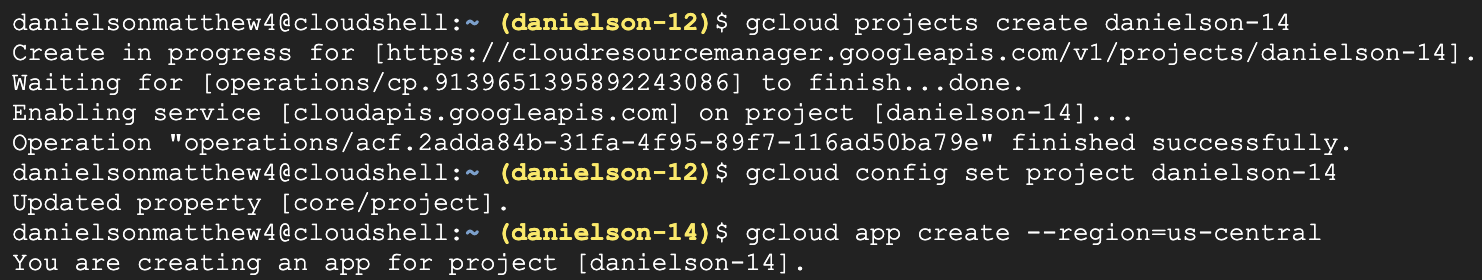 danielsonmatthew4@cloudshell:~ (danielson-12)$ gcloud projects create danielson-14
Create in progress for [https://cloudresourcemanager.googleapis.com/v1/projects/danielson-14].
Waiting for [operations/cp.9139651395892243086] to finish...done.
Enabling service [cloudapis.googleapis.com] on project [danielson-14]...
Operation "operations/acf.2adda84b-31fa-4f95-89f7-116ad50ba79e" finished successfully.
danielsonmatthew4@cloudshell:~ (danielson-12)$ gcloud config set project danielson-14
Updated property [core/project].
danielsonmatthew4@cloudshell:~ (danielson-14)$ gcloud app create --region=us-central
You are creating an app for project [danielson-14].